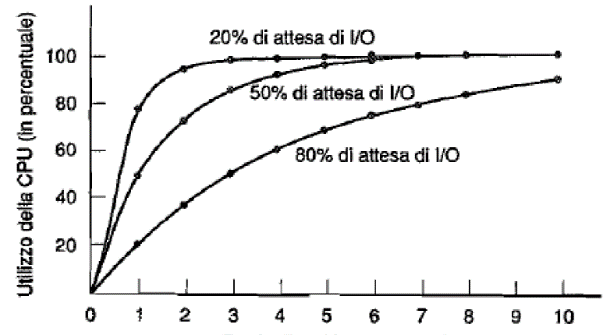 Utilizzo della CPU (in percentuale)
100
80
60
40
20
20% di attesa di I/O
50% di attesa di I/O
80% di attesa di I/O
0 1 2 3 4 5 6 7 8 9 10